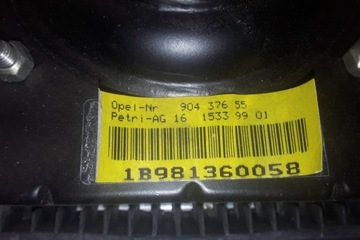 Opel-Nr 904 376 55
Petri-AG 16 1533 99 01
1B981360058